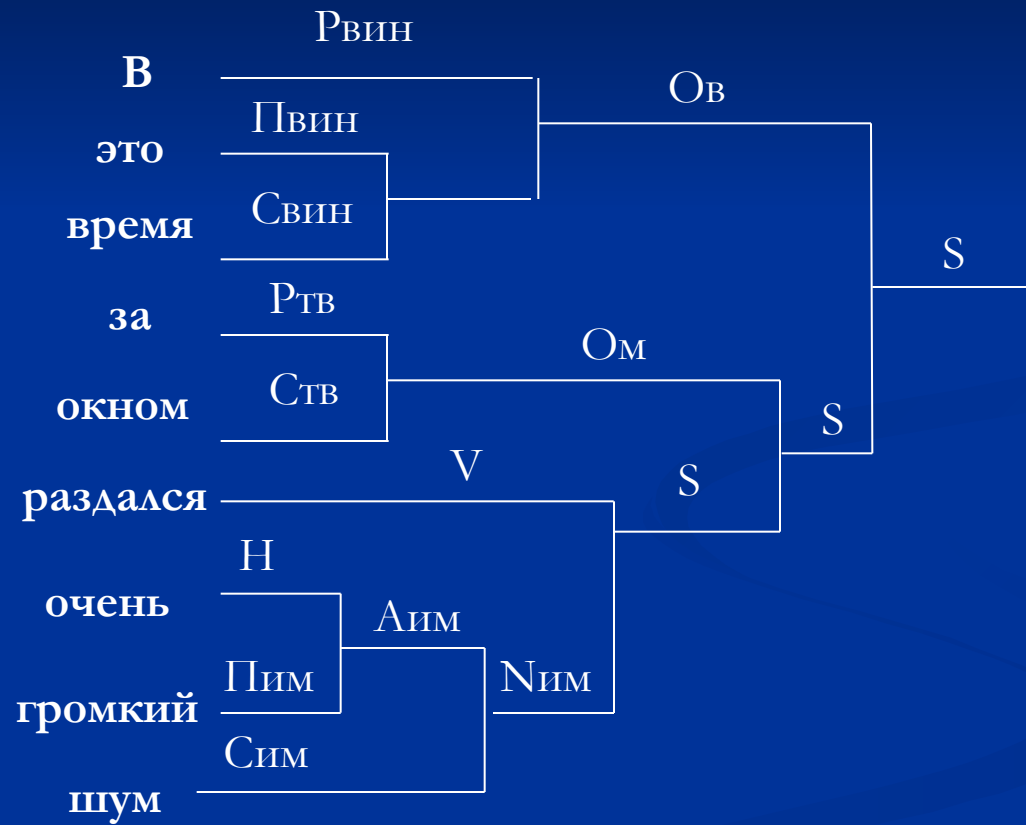 Рвин
В
Ов
Пвин
это
Свин
время
S
Ртв
за
Ом
Ств
окном
S
V
S
раздался
Н
очень
Аим
Пим
Nим
громкий
Сим
шум